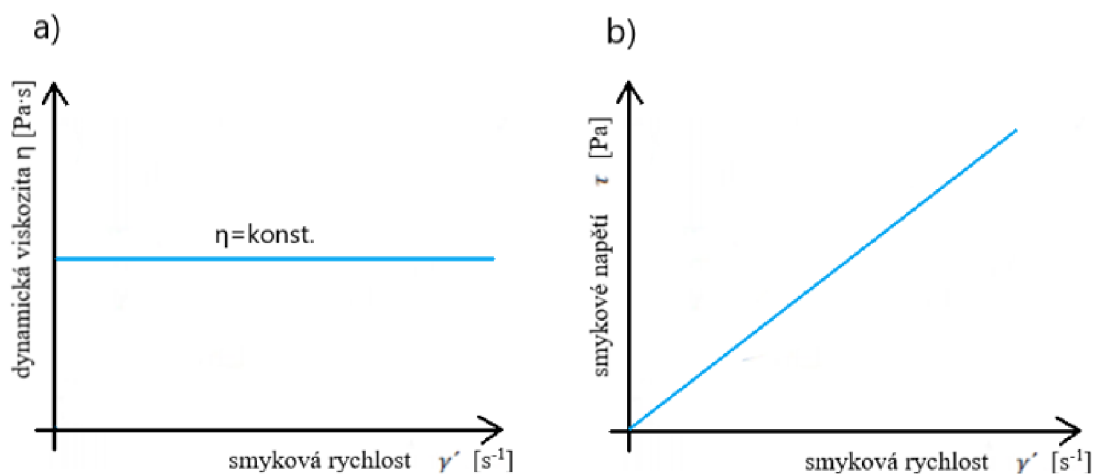 a)
dynamická viskozita η [Pa·s]
η=konst.
smyková rychlost γ´ [s⁻¹]
b)
smykové napětí τ [Pa]
smyková rychlost γ´ [s⁻¹]